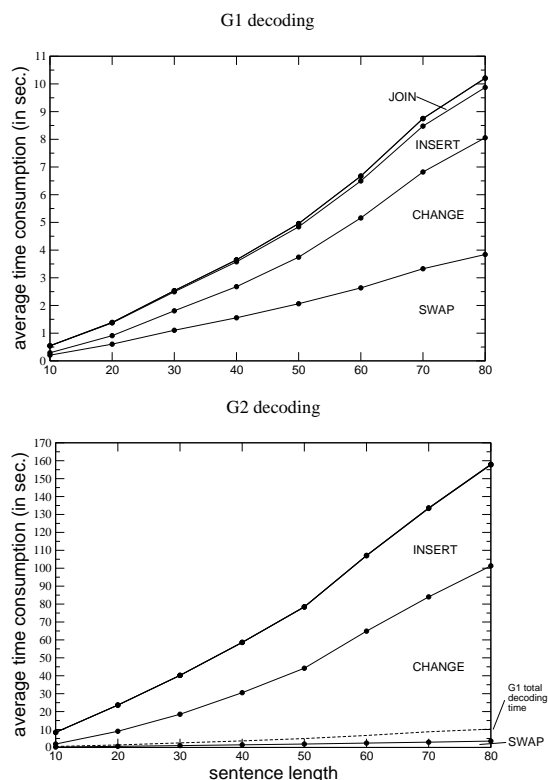 G1 decoding
average time consumption (in sec.)
11
10
9
8
7
6
5
4
3
2
1
0
JOIN
INSERT
CHANGE
SWAP
10 20 30 40 50 60 70 80
G2 decoding
average time consumption (in sec.)
170
160
150
140
130
120
110
100
90
80
70
60
50
40
30
20
10
0
INSERT
CHANGE
G1 total
decoding
time
SWAP
10 20 30 40 50 60 70 80
sentence length